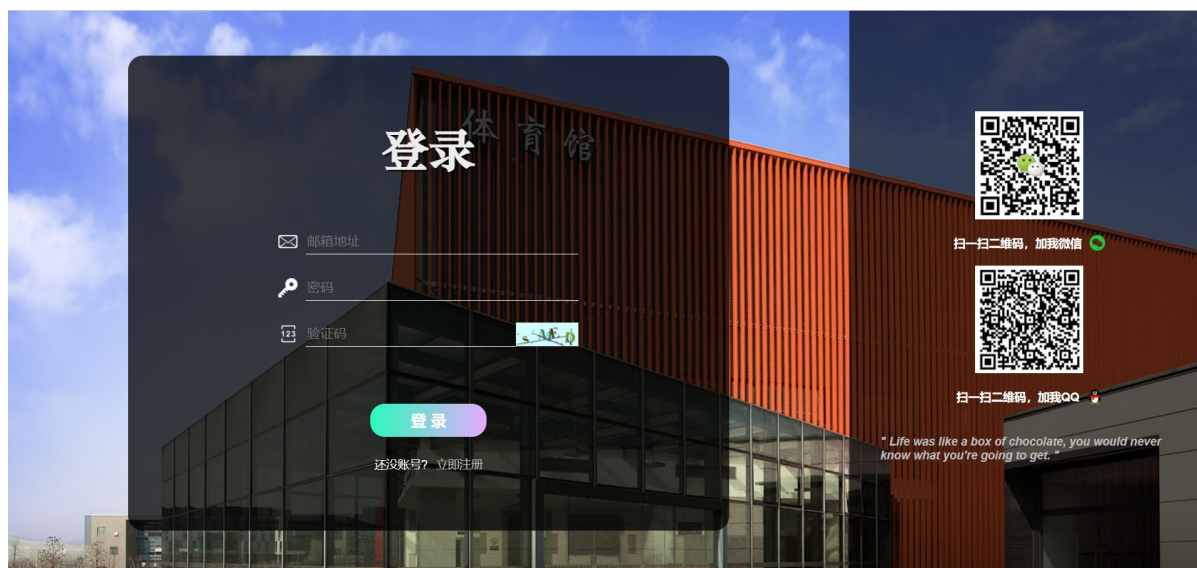 体育馆
登录
邮箱地址
密码
123
验证码
登 录
还没账号? 立即注册
扫一扫二维码，加我微信
扫一扫二维码，加我QQ
" Life was like a box of chocolate, you would never
know what you're going to get. "